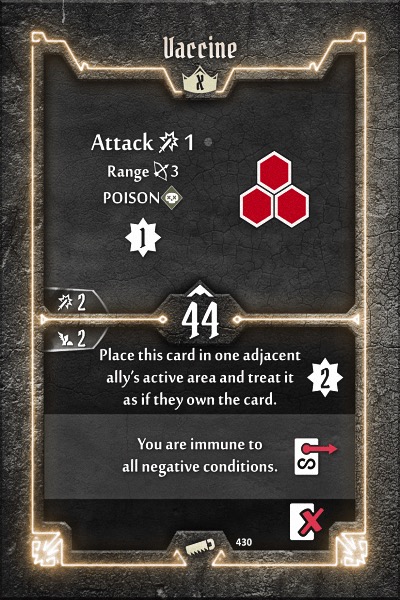 Vaccine
X
Attack 1
Range 3
POISON
1
2
44
2
Place this card in one adjacent
ally's active area and treat it
as if they own the card.
2
You are immune to
all negative conditions.
430